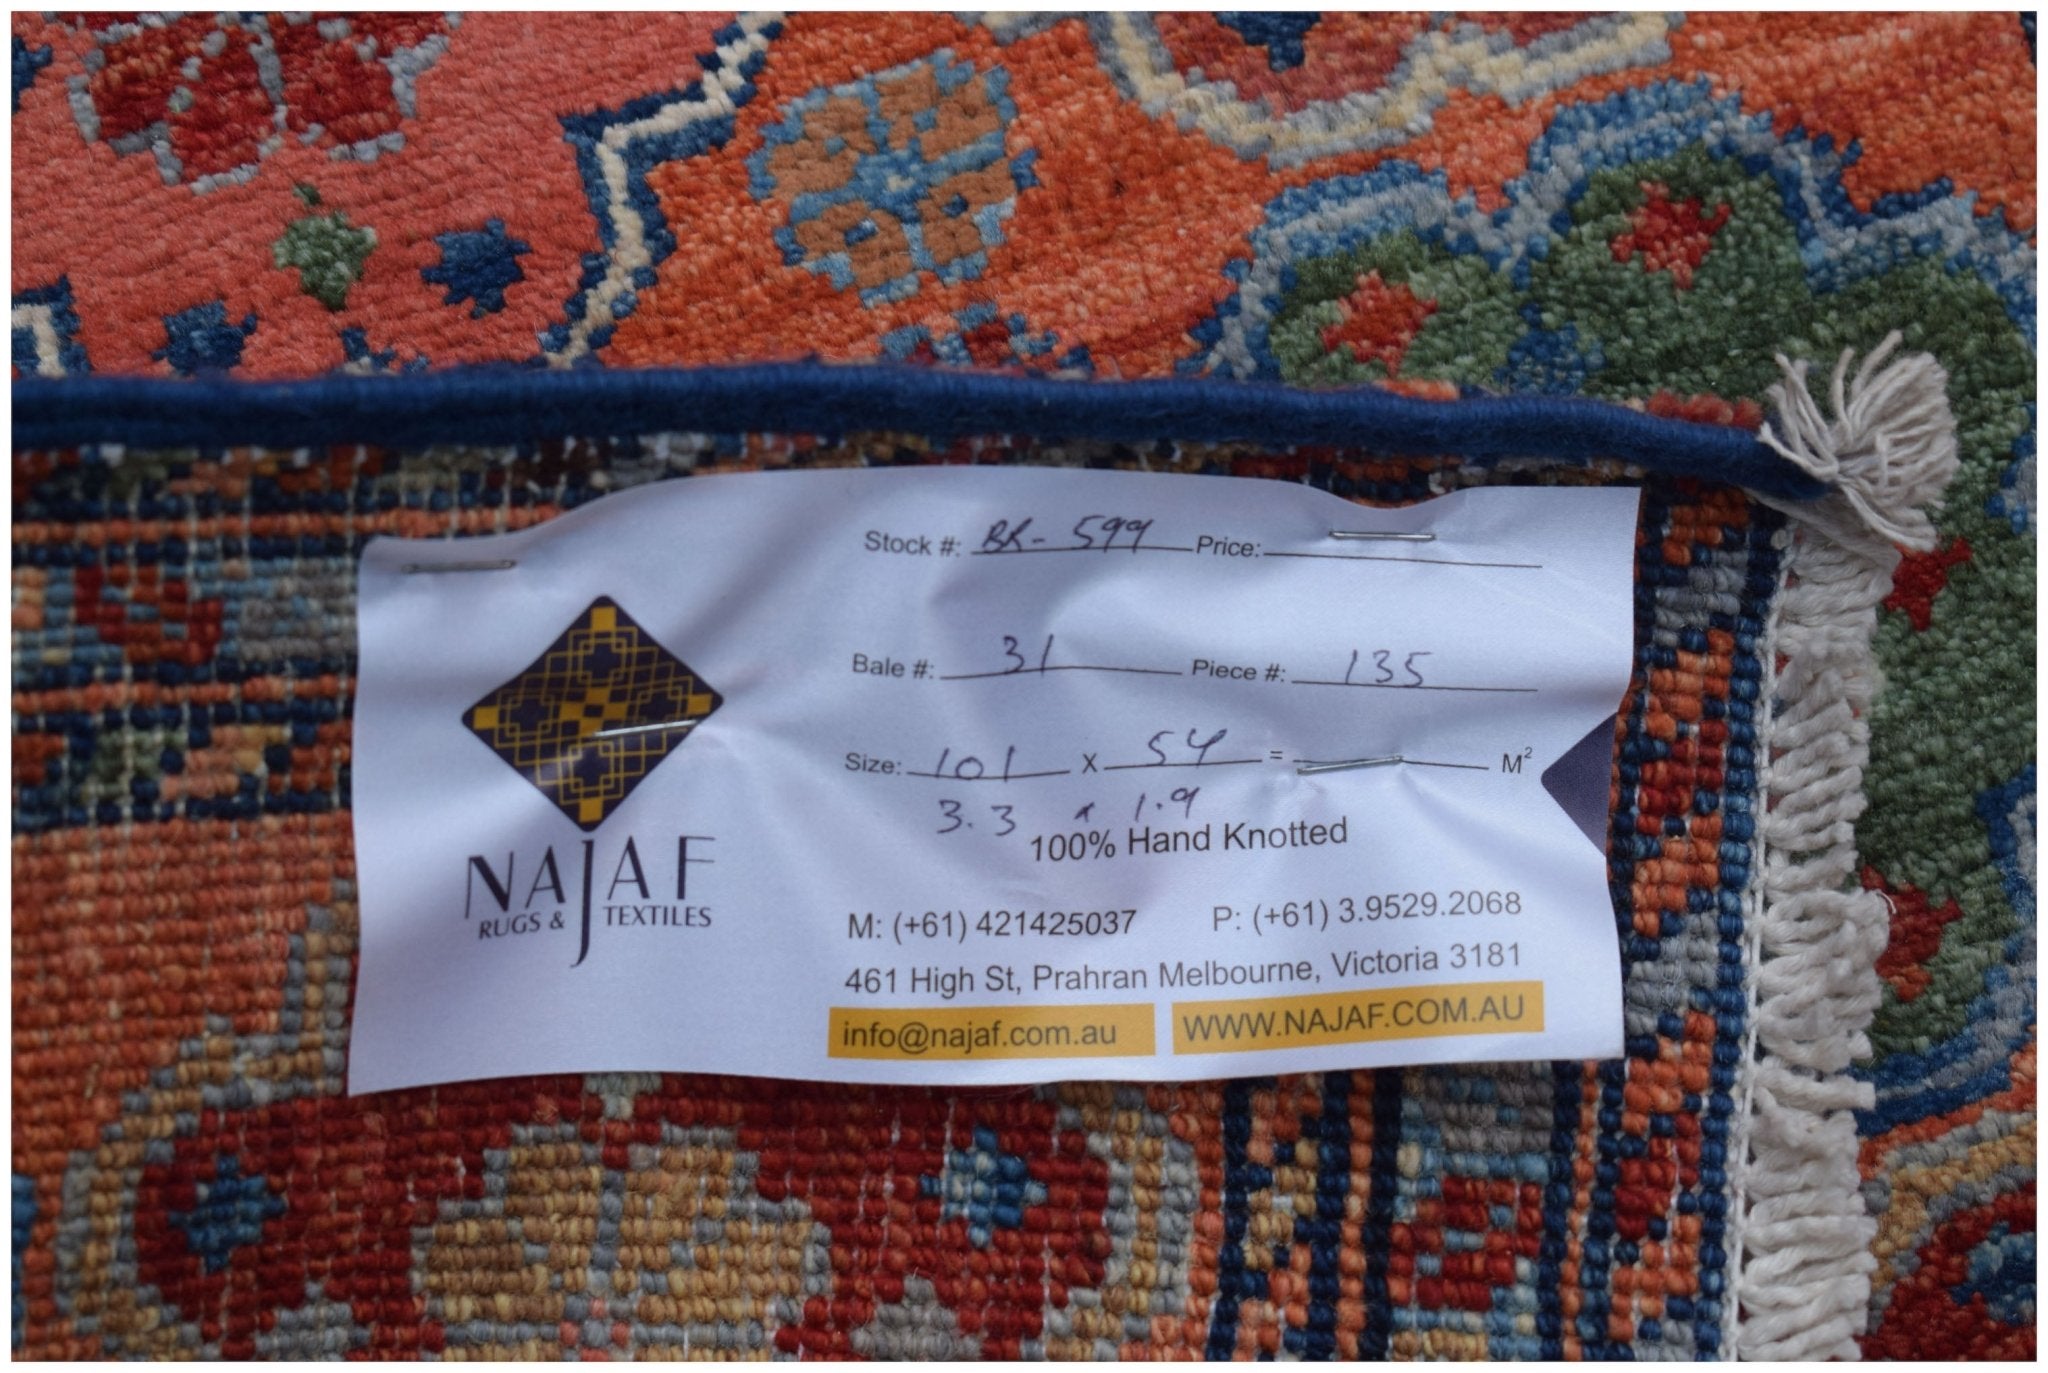 Stock #: BR- 599 Price:
Bale #: 31 Piece #: 135
Size: 101 X 54 = M²
3.3 x 1.9
100% Hand Knotted
NAJAF
RUGS & TEXTILES
M: (+61) 421425037 P: (+61) 3.9529.2068
461 High St, Prahran Melbourne, Victoria 3181
info@najaf.com.au WWW.NAJAF.COM.AU